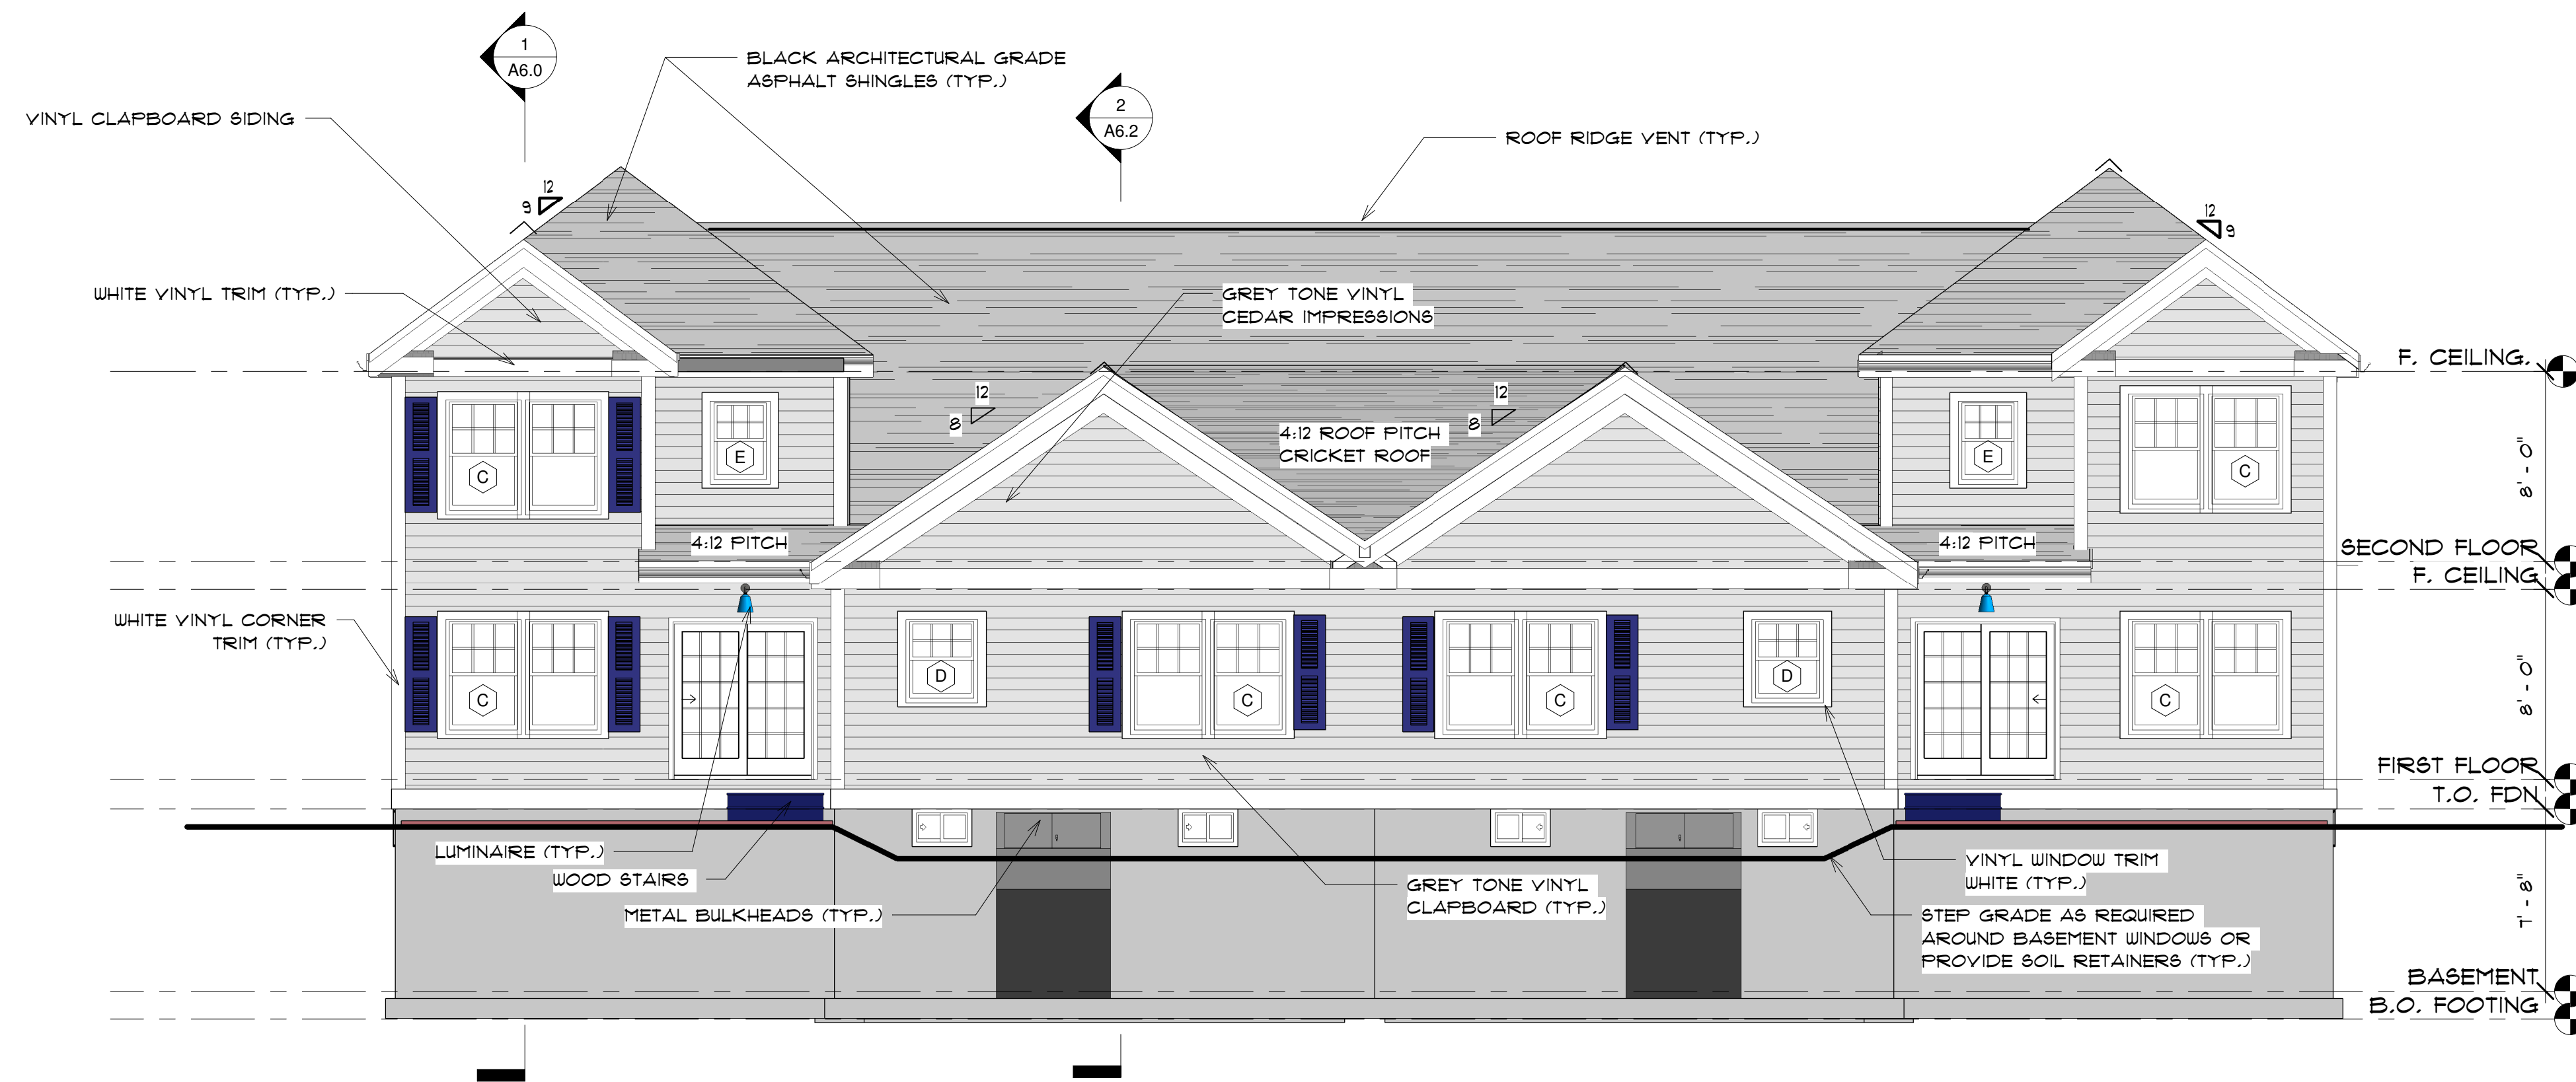 1
A6.0
BLACK ARCHITECTURAL GRADE
ASPHALT SHINGLES (TYP.)
2
A6.2
VINYL CLAPBOARD SIDING
ROOF RIDGE VENT (TYP.)
12
9
12
9
WHITE VINYL TRIM (TYP.)
GREY TONE VINYL
CEDAR IMPRESSIONS
F. CEILING.
12
8
12
8
4:12 ROOF PITCH
CRICKET ROOF
C
E
E
C
8' - 0"
4:12 PITCH
4:12 PITCH
SECOND FLOOR
F. CEILING
WHITE VINYL CORNER
TRIM (TYP.)
C
D
C
C
D
C
8' - 0"
FIRST FLOOR
T.O. FDN
LUMINAIRE (TYP.)
WOOD STAIRS
METAL BULKHEADS (TYP.)
GREY TONE VINYL
CLAPBOARD (TYP.)
VINYL WINDOW TRIM
WHITE (TYP.)
STEP GRADE AS REQUIRED
AROUND BASEMENT WINDOWS OR
PROVIDE SOIL RETAINERS (TYP.)
7' - 8"
BASEMENT
B.O. FOOTING